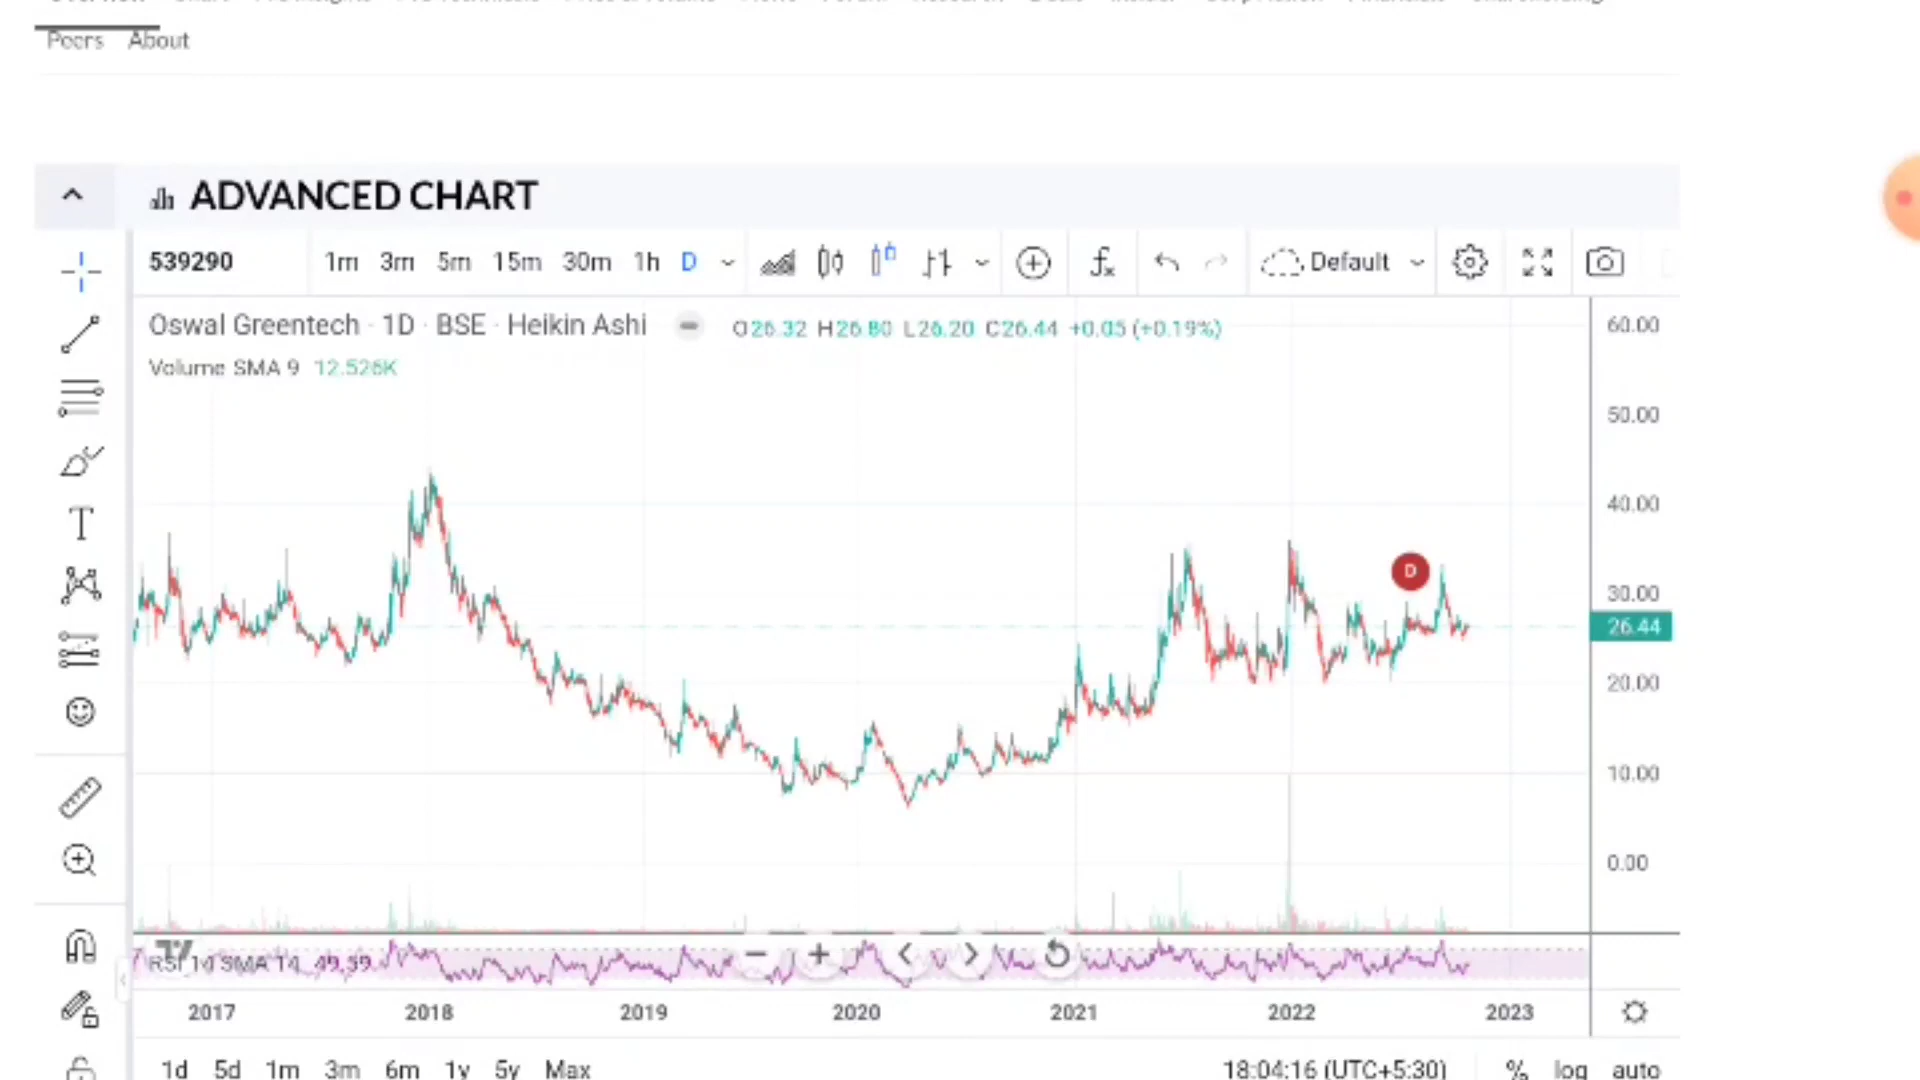 Peers About
ADVANCED CHART
539290 1m 3m 5m 15m 30m 1h D Default
Oswal Greentech · 1D · BSE · Heikin Ashi O26.32 H26.80 L26.20 C26.44 +0.05 (+0.19%)
Volume SMA 9 12.526K
60.00
50.00
40.00
D
30.00
26.44
20.00
10.00
0.00
RSI 14 SMA 14 49.59
2017 2018 2019 2020 2021 2022 2023
1d 5d 1m 3m 6m 1y 5y Max 18:04:16 (UTC+5:30) % log auto